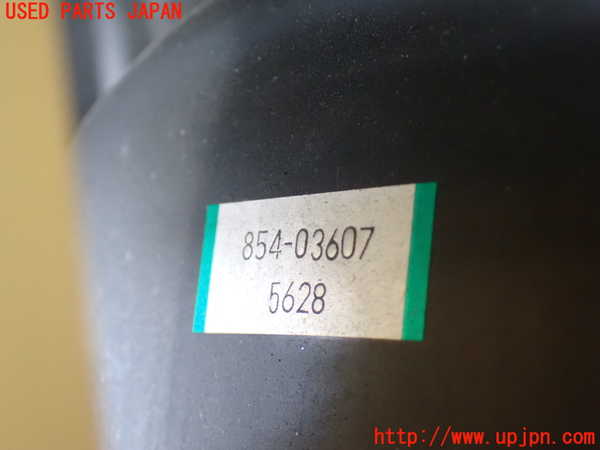 USED PARTS JAPAN
854-03607
5628
http://www.upjpn.com/